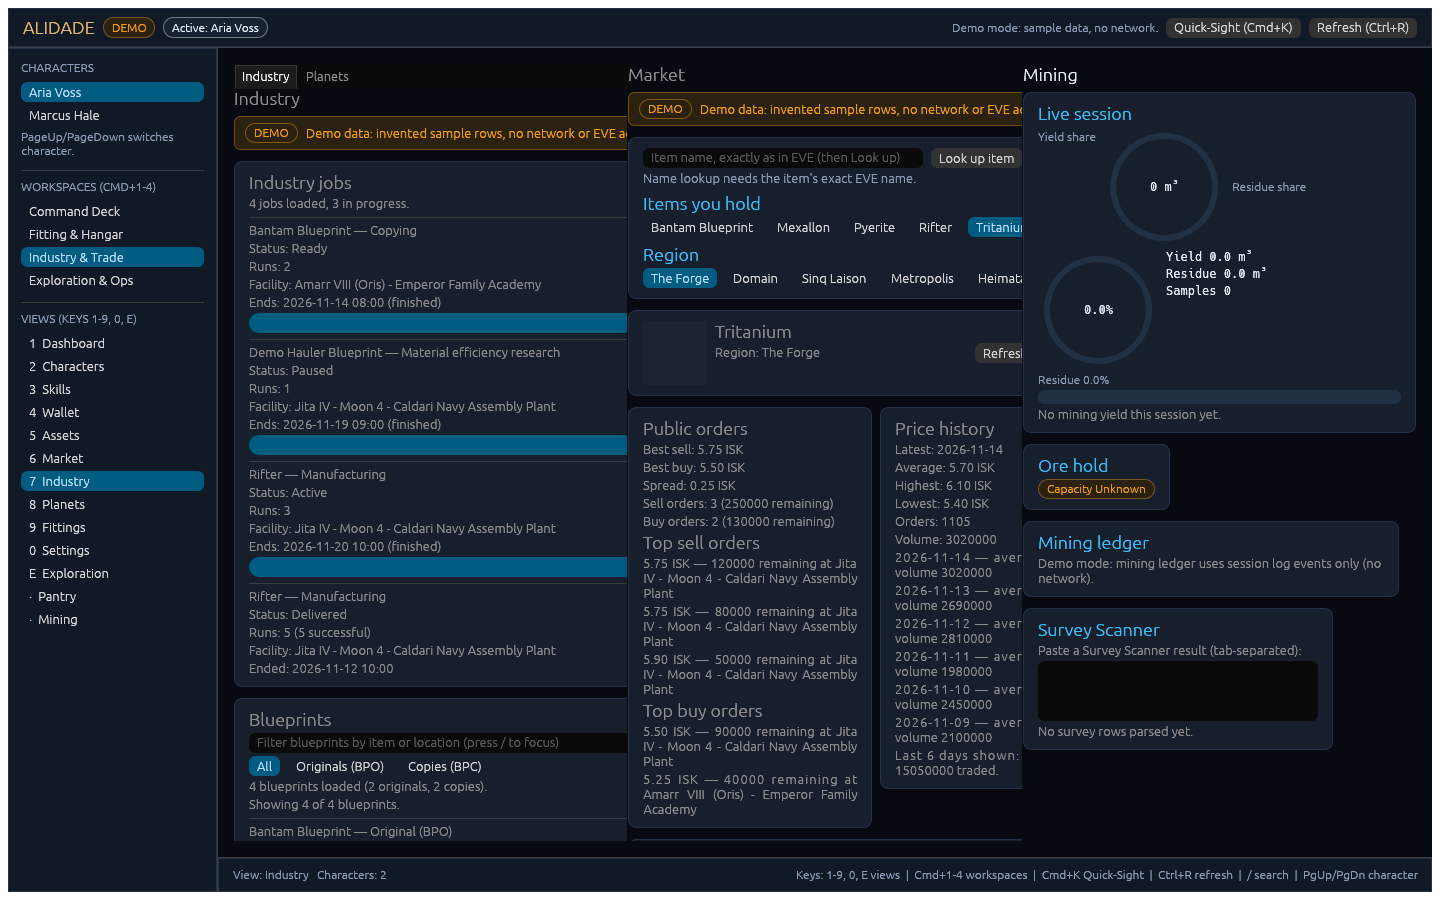 ALIDADE
DEMO
Active: Aria Voss
Demo mode: sample data, no network.
Quick-Sight (Cmd+K)
Refresh (Ctrl+R)
CHARACTERS
Aria Voss
Marcus Hale
PageUp/PageDown switches
character.
WORKSPACES (CMD+1-4)
Command Deck
Fitting & Hangar
Industry & Trade
Exploration & Ops
VIEWS (KEYS 1-9, 0, E)
1 Dashboard
2 Characters
3 Skills
4 Wallet
5 Assets
6 Market
7 Industry
8 Planets
9 Fittings
0 Settings
E Exploration
· Pantry
· Mining
Industry
Planets
Industry
DEMO
Demo data: invented sample rows, no network or EVE ac
Industry jobs
4 jobs loaded, 3 in progress.
Bantam Blueprint — Copying
Status: Ready
Runs: 2
Facility: Amarr VIII (Oris) - Emperor Family Academy
Ends: 2026-11-14 08:00 (finished)
Demo Hauler Blueprint — Material efficiency research
Status: Paused
Runs: 1
Facility: Jita IV - Moon 4 - Caldari Navy Assembly Plant
Ends: 2026-11-19 09:00 (finished)
Rifter — Manufacturing
Status: Active
Runs: 3
Facility: Jita IV - Moon 4 - Caldari Navy Assembly Plant
Ends: 2026-11-20 10:00 (finished)
Rifter — Manufacturing
Status: Delivered
Runs: 5 (5 successful)
Facility: Jita IV - Moon 4 - Caldari Navy Assembly Plant
Ended: 2026-11-12 10:00
Blueprints
Filter blueprints by item or location (press / to focus)
All
Originals (BPO)
Copies (BPC)
4 blueprints loaded (2 originals, 2 copies).
Showing 4 of 4 blueprints.
Bantam Blueprint — Original (BPO)
Market
DEMO
Demo data: invented sample rows, no network or EVE ac
Item name, exactly as in EVE (then Look up)
Look up item
Name lookup needs the item's exact EVE name.
Items you hold
Bantam Blueprint
Mexallon
Pyerite
Rifter
Tritaniu
Region
The Forge
Domain
Sinq Laison
Metropolis
Heimata
Tritanium
Region: The Forge
Refres
Public orders
Best sell: 5.75 ISK
Best buy: 5.50 ISK
Spread: 0.25 ISK
Sell orders: 3 (250000 remaining)
Buy orders: 2 (130000 remaining)
Top sell orders
5.75 ISK — 120000 remaining at Jita
IV - Moon 4 - Caldari Navy Assembly
Plant
5.75 ISK — 80000 remaining at Jita
IV - Moon 4 - Caldari Navy Assembly
Plant
5.90 ISK — 50000 remaining at Jita
IV - Moon 4 - Caldari Navy Assembly
Plant
Top buy orders
5.50 ISK — 90000 remaining at Jita
IV - Moon 4 - Caldari Navy Assembly
Plant
5.25 ISK — 40000 remaining at
Amarr VIII (Oris) - Emperor Family
Academy
Price history
Latest: 2026-11-14
Average: 5.70 ISK
Highest: 6.10 ISK
Lowest: 5.40 ISK
Orders: 1105
Volume: 3020000
2026-11-14 — aver
volume 3020000
2026-11-13 — aver
volume 2690000
2026-11-12 — aver
volume 2810000
2026-11-11 — aver
volume 1980000
2026-11-10 — aver
volume 2450000
2026-11-09 — aver
volume 2100000
Last 6 days shown:
15050000 traded.
Mining
Live session
Yield share
0 m³
Residue share
0.0%
Yield 0.0 m³
Residue 0.0 m³
Samples 0
Residue 0.0%
No mining yield this session yet.
Ore hold
Capacity Unknown
Mining ledger
Demo mode: mining ledger uses session log events only (no
network).
Survey Scanner
Paste a Survey Scanner result (tab-separated):
No survey rows parsed yet.
View: Industry
Characters: 2
Keys: 1-9, 0, E views | Cmd+1-4 workspaces | Cmd+K Quick-Sight | Ctrl+R refresh | / search | PgUp/PgDn character